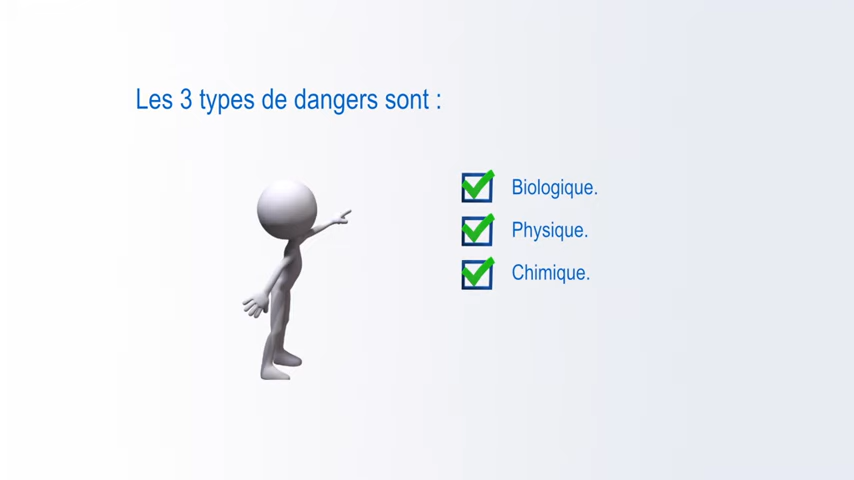 Les 3 types de dangers sont :
Biologique.
Physique.
Chimique.